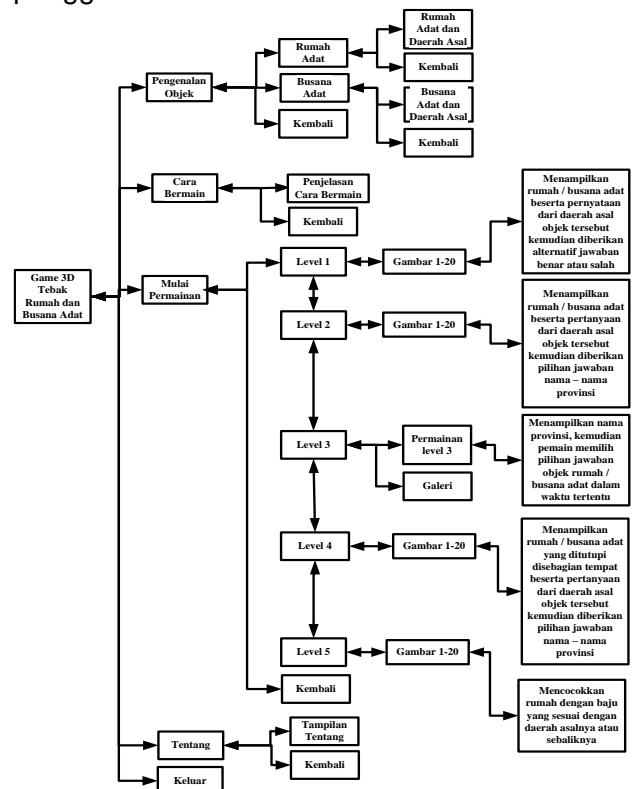 Game 3D
Tebak
Rumah dan
Busana Adat
Pengenalan
Objek
Rumah
Adat
Rumah
Adat dan
Daerah Asal
Kembali
Busana
Adat
Busana
Adat dan
Daerah Asal
Kembali
Kembali
Cara
Bermain
Penjelasan
Cara Bermain
Kembali
Mulai
Permainan
Level 1
Gambar 1-20
Menampilkan
rumah / busana adat
beserta pernyataan
dari daerah asal
objek tersebut
kemudian diberikan
alternatif jawaban
benar atau salah
Level 2
Gambar 1-20
Menampilkan
rumah / busana adat
beserta pertanyaan
dari daerah asal
objek tersebut
kemudian diberikan
pilihan jawaban
nama – nama
provinsi
Level 3
Permainan
level 3
Menampilkan nama
provinsi, kemudian
pemain memilih
pilihan jawaban
objek rumah /
busana adat dalam
waktu tertentu
Galeri
Level 4
Gambar 1-20
Menampilkan
rumah / busana adat
yang ditutupi
disebagian tempat
beserta pertanyaan
dari daerah asal
objek tersebut
kemudian diberikan
pilihan jawaban
nama – nama
provinsi
Level 5
Gambar 1-20
Mencocokkan
rumah dengan baju
yang sesuai dengan
daerah asalnya atau
sebaliknya
Kembali
Tentang
Tampilan
Tentang
Kembali
Keluar